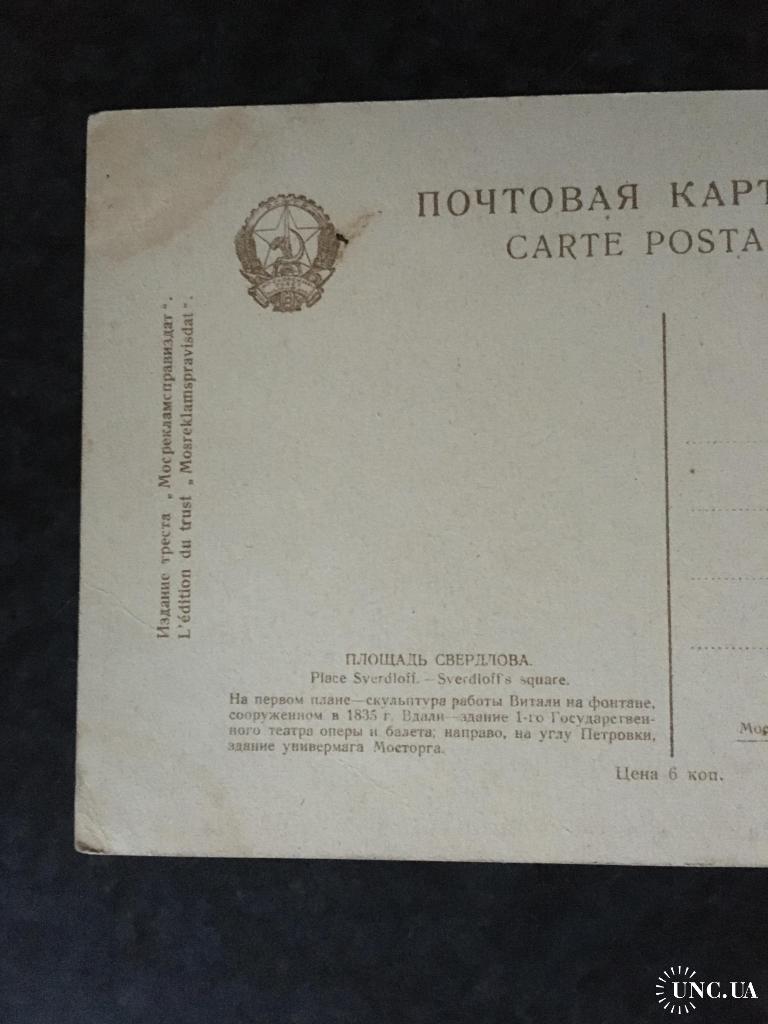 ПОЧТОВАЯ КАРТ
CARTE POSTA
Издание треста „Мосрекламсправиздат“.
L'édition du trust „Mosreklamspravisdat“.
ПЛОЩАДЬ СВЕРДЛОВА.
Place Sverdloff. — Sverdloff's square.
На первом плане—скульптура работы Витали на фонтане,
сооруженном в 1835 г. Вдали—здание 1-го Государствен-
ного театра оперы и балета; направо, на углу Петровки,
здание универмага Мосторга.
Цена 6 коп.
Мор
UNC.UA